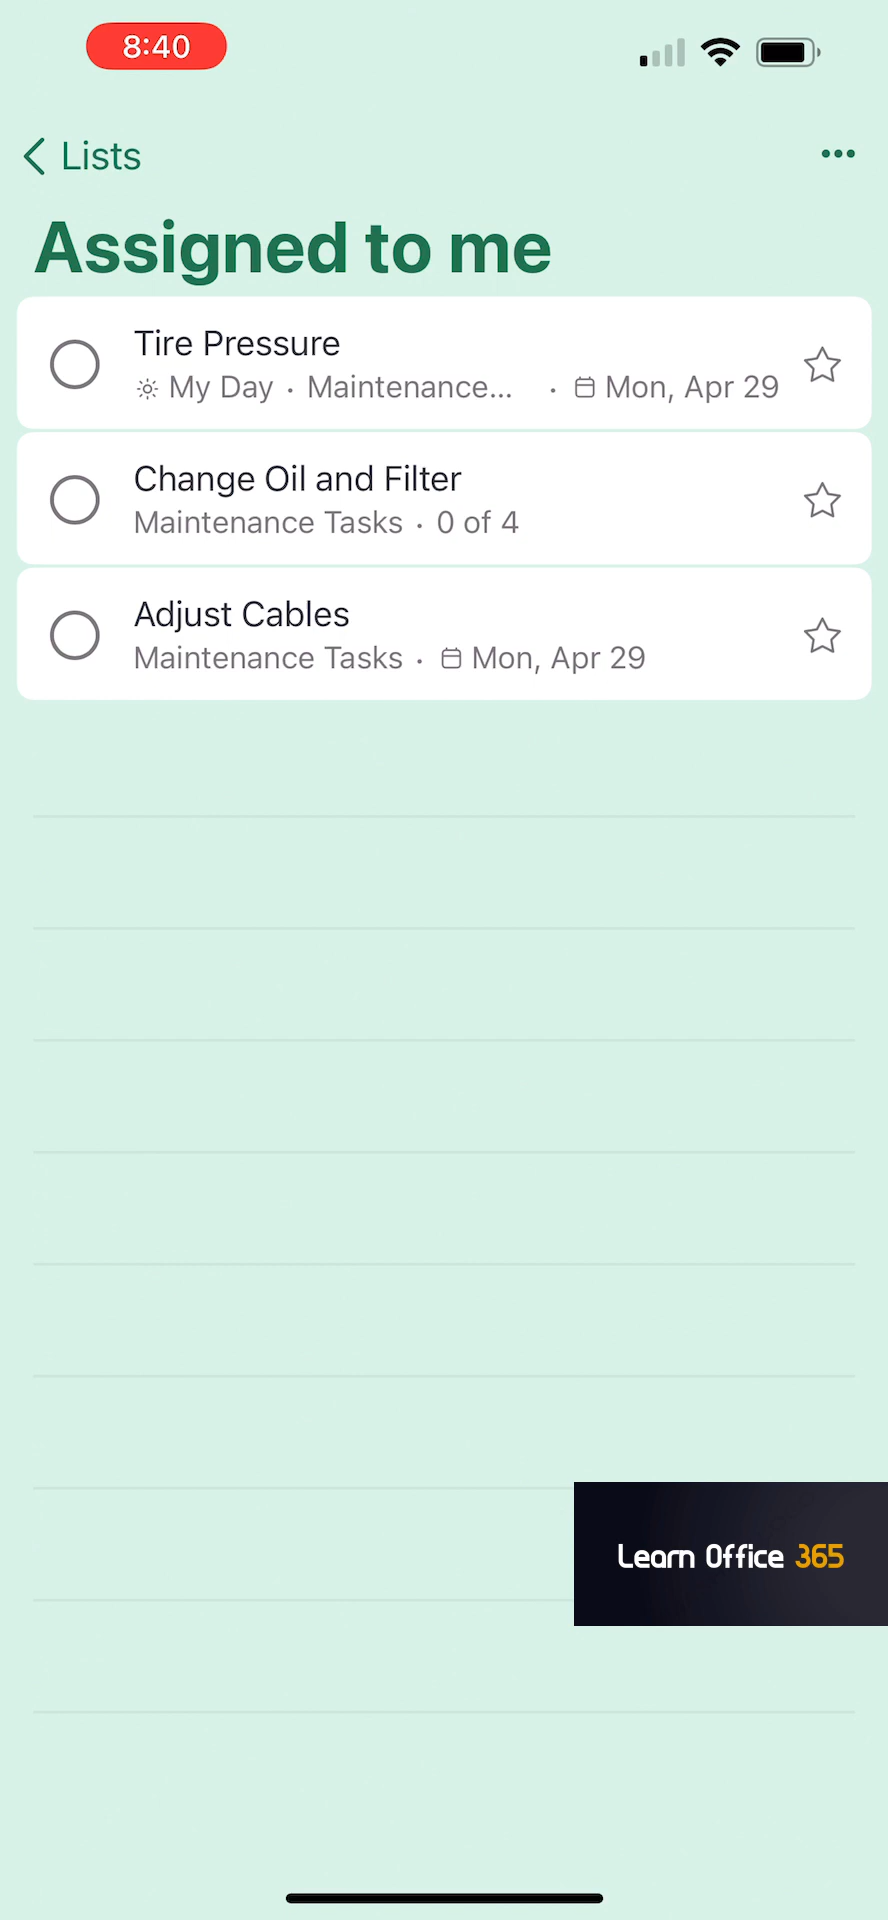 8:40
Lists
Assigned to me
Tire Pressure
My Day · Maintenance... · Mon, Apr 29
Change Oil and Filter
Maintenance Tasks · 0 of 4
Adjust Cables
Maintenance Tasks · Mon, Apr 29
Learn Office 365